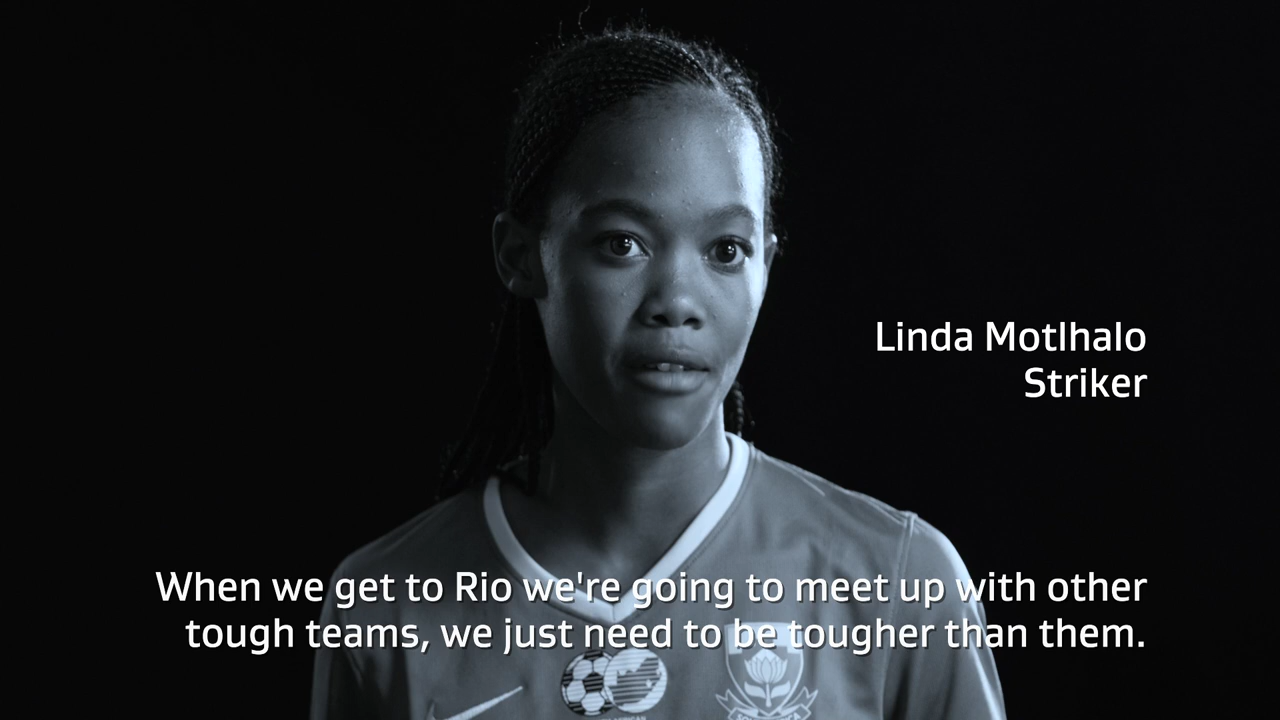 Linda Motlhalo
Striker
When we get to Rio we're going to meet up with other
tough teams, we just need to be tougher than them.